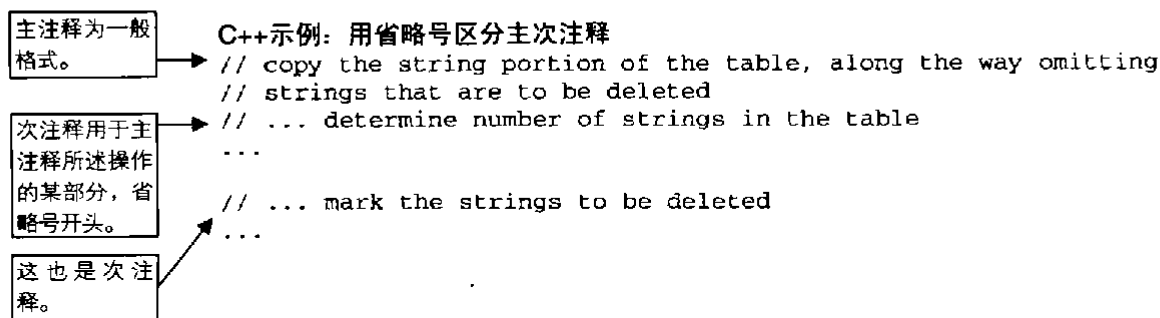 主注释为一般
格式。
C++示例：用省略号区分主次注释
// copy the string portion of the table, along the way omitting
// strings that are to be deleted
次注释用于主
注释所述操作
的某部分，省
略号开头。
// ... determine number of strings in the table
...
// ... mark the strings to be deleted
...
这也是次注
释。